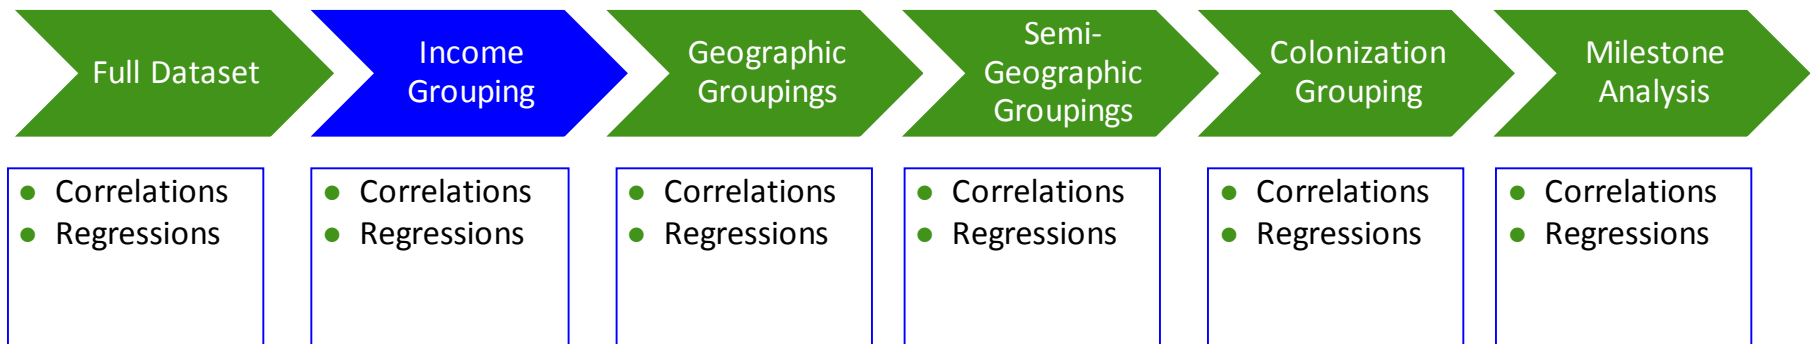 Full Dataset
Income
Grouping
Geographic
Groupings
Semi-
Geographic
Groupings
Colonization
Grouping
Milestone
Analysis
● Correlations
● Regressions
● Correlations
● Regressions
● Correlations
● Regressions
● Correlations
● Regressions
● Correlations
● Regressions
● Correlations
● Regressions